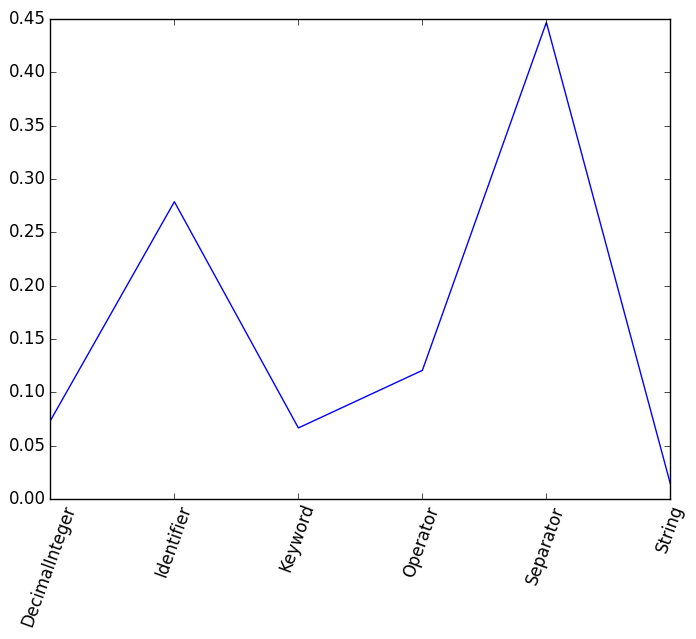 0.45
0.40
0.35
0.30
0.25
0.20
0.15
0.10
0.05
0.00
DecimalInteger
Identifier
Keyword
Operator
Separator
String